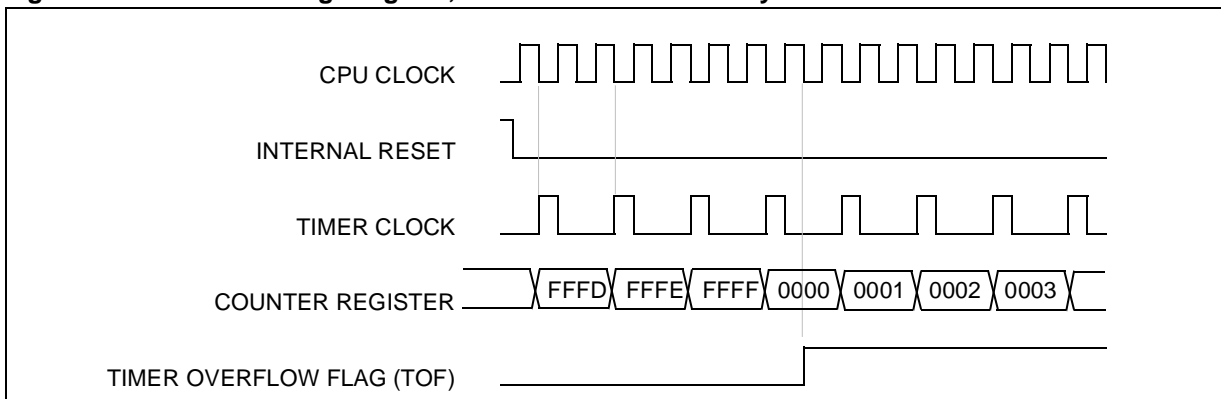 CPU CLOCK
INTERNAL RESET
TIMER CLOCK
COUNTER REGISTER FFFD FFFE FFFF 0000 0001 0002 0003
TIMER OVERFLOW FLAG (TOF)